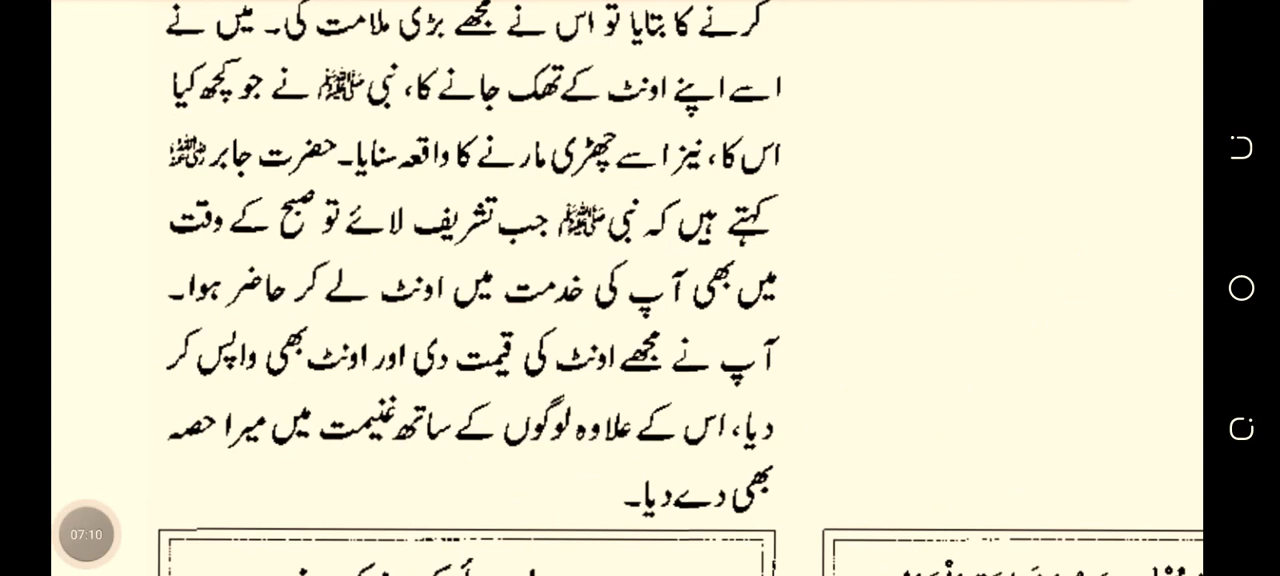 کرنے کا بتایا تو اس نے مجھے بڑی ملامت کی۔ میں نے
اسے اپنے اونٹ کے تھک جانے کا، نبی ﷺ نے جو کچھ کیا
اس کا، نیز اسے چھڑی مارنے کا واقعہ سنایا۔ حضرت جابر رضی اللہ عنہ
کہتے ہیں کہ نبی ﷺ جب تشریف لائے تو صبح کے وقت
میں بھی آپ کی خدمت میں اونٹ لے کر حاضر ہوا۔
آپ نے مجھے اونٹ کی قیمت دی اور اونٹ بھی واپس کر
دیا، اس کے علاوہ لوگوں کے ساتھ غنیمت میں میرا حصہ
بھی دے دیا۔
07:10